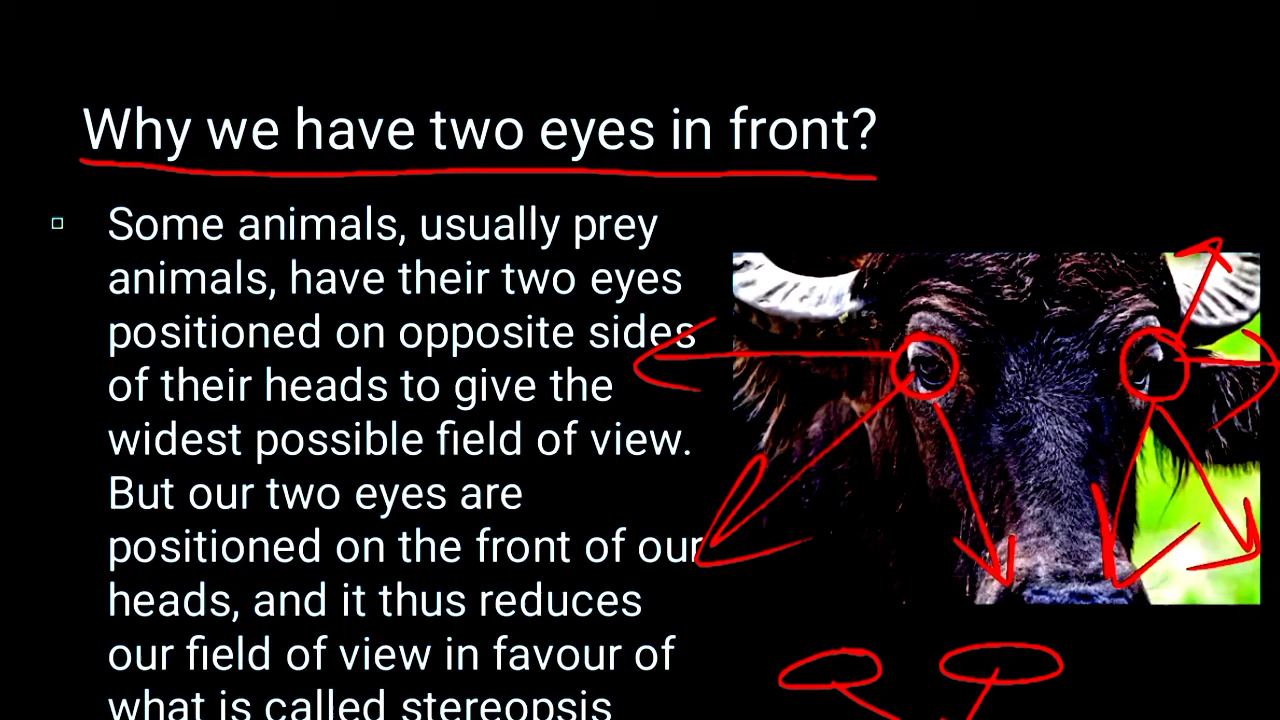 Why we have two eyes in front?
Some animals, usually prey
animals, have their two eyes
positioned on opposite sides
of their heads to give the
widest possible field of view.
But our two eyes are
positioned on the front of our
heads, and it thus reduces
our field of view in favour of
what is called stereopsis